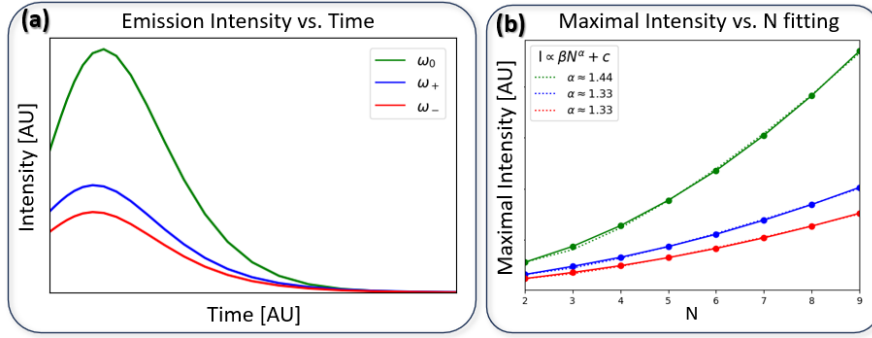 (a)
Emission Intensity vs. Time
Intensity [AU]
ω₀
ω₊
ω₋
Time [AU]
(b)
Maximal Intensity vs. N fitting
Maximal Intensity [AU]
I ∝ βN^α + c
α ≈ 1.44
α ≈ 1.33
α ≈ 1.33
2 3 4 5 6 7 8 9
N